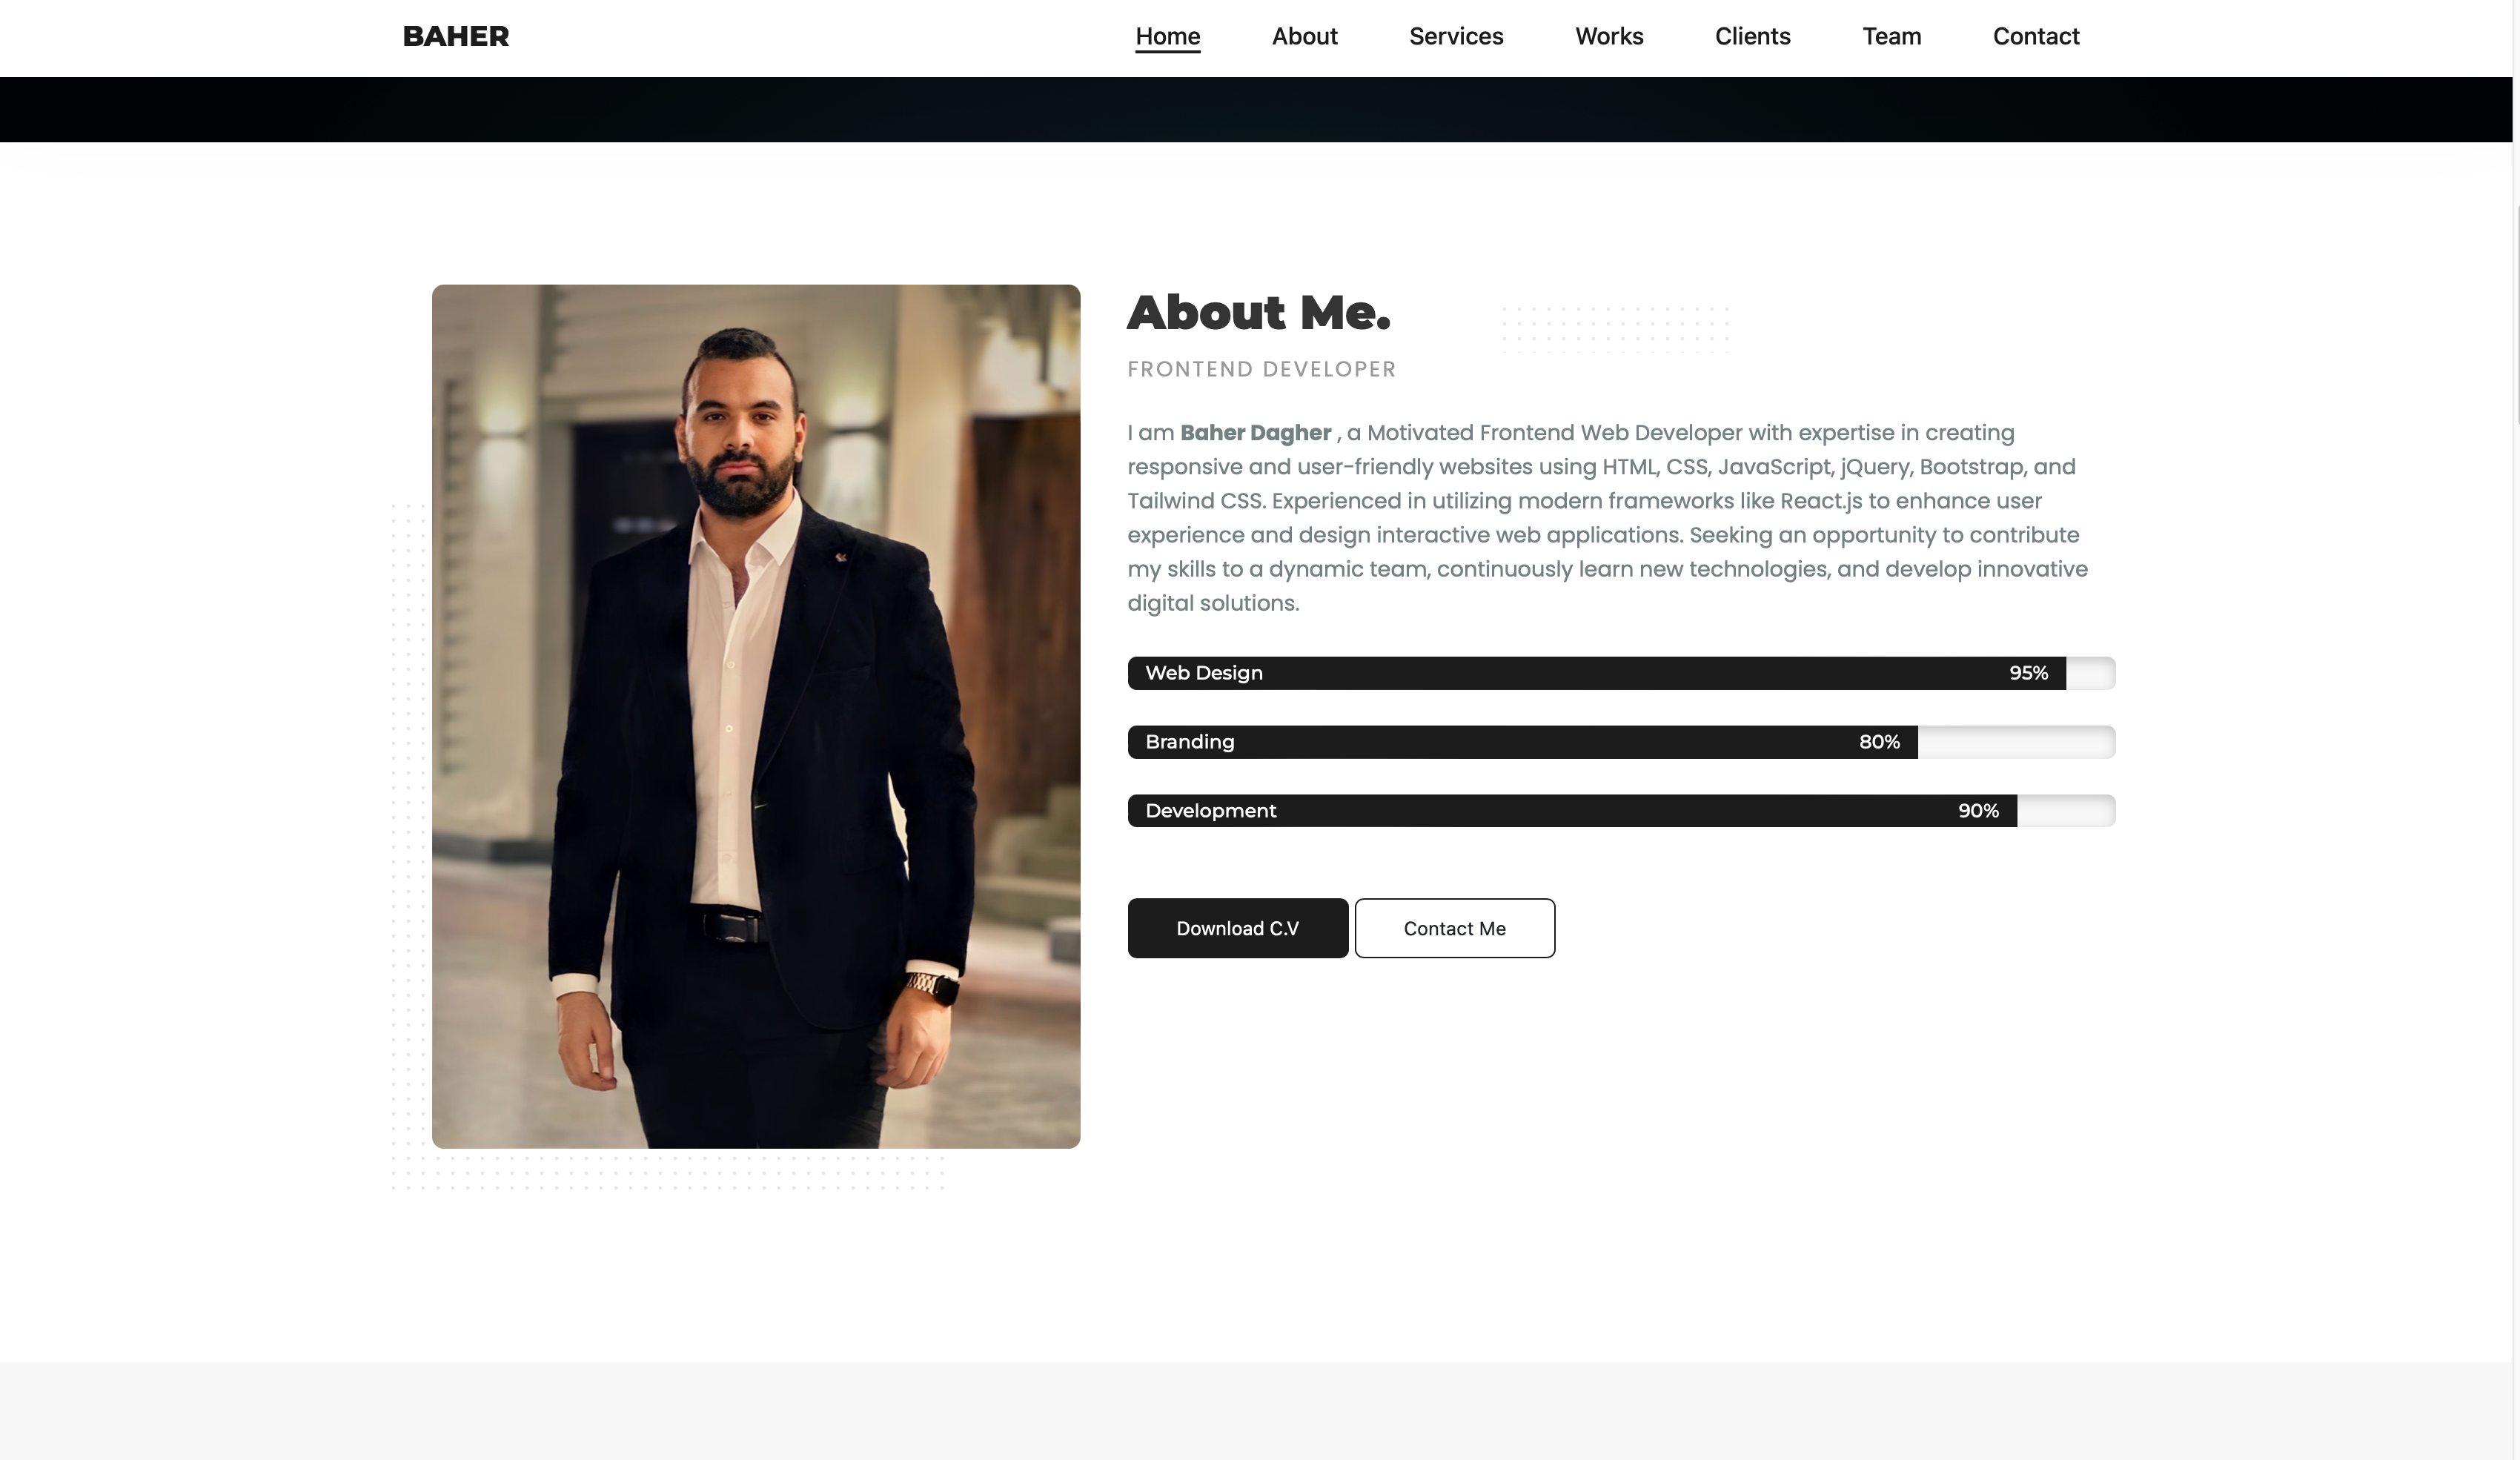 BAHER
Home About Services Works Clients Team Contact
About Me.
FRONTEND DEVELOPER
I am Baher Dagher , a Motivated Frontend Web Developer with expertise in creating
responsive and user-friendly websites using HTML, CSS, JavaScript, jQuery, Bootstrap, and
Tailwind CSS. Experienced in utilizing modern frameworks like React.js to enhance user
experience and design interactive web applications. Seeking an opportunity to contribute
my skills to a dynamic team, continuously learn new technologies, and develop innovative
digital solutions.
Web Design 95%
Branding 80%
Development 90%
Download C.V Contact Me